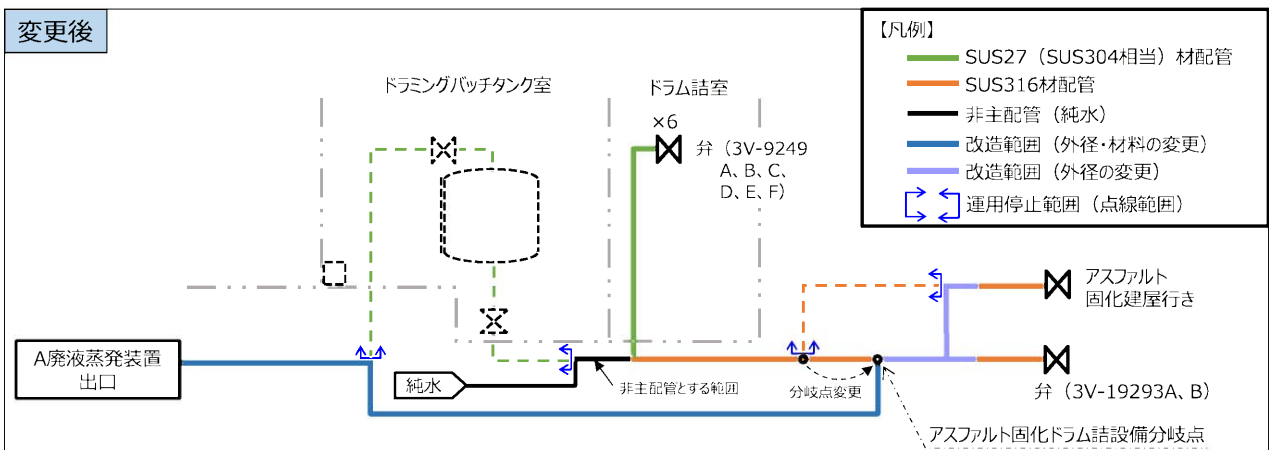 変更後
【凡例】
SUS27（SUS304相当）材配管
SUS316材配管
非主配管（純水）
改造範囲（外径・材料の変更）
改造範囲（外径の変更）
運用停止範囲（点線範囲）
ドラミングバッチタンク室
ドラム詰室
×6
弁（3V-9249
A、B、C、
D、E、F）
アスファルト
固化建屋行き
A廃液蒸発装置
出口
純水
非主配管とする範囲
分岐点変更
弁（3V-19293A、B）
アスファルト固化ドラム詰設備分岐点